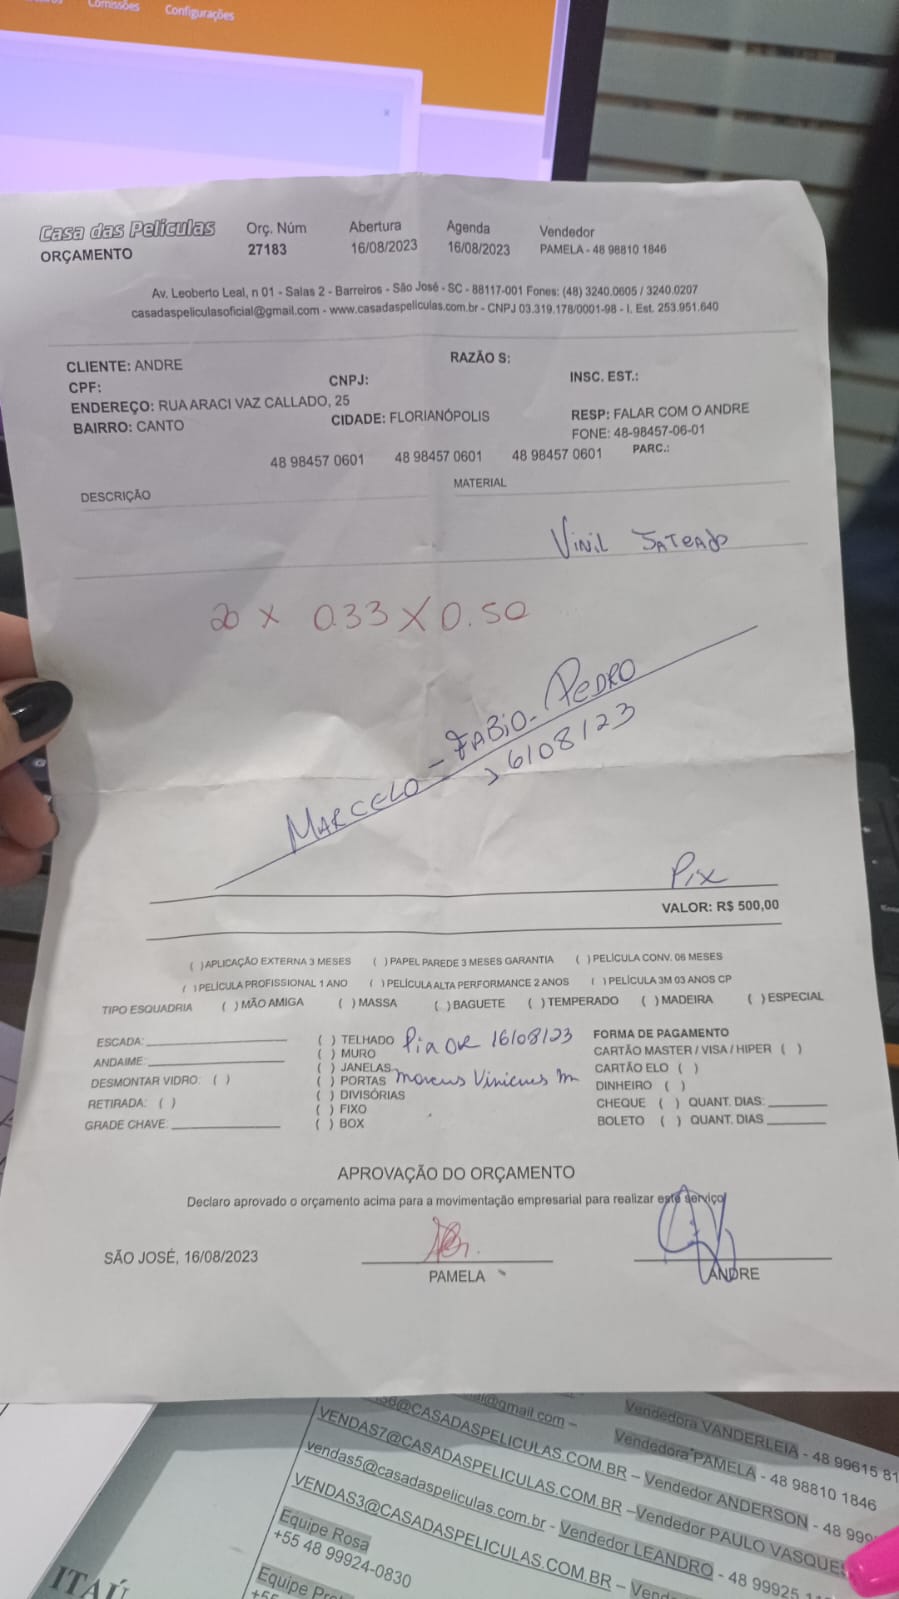 Comissões Configurações
Casa das Películas
ORÇAMENTO
Orç. Núm
27183
Abertura
16/08/2023
Agenda
16/08/2023
Vendedor
PAMELA - 48 98810 1846
Av. Leoberto Leal, n 01 - Salas 2 - Barreiros - São José - SC - 88117-001 Fones: (48) 3240.0605 / 3240.0207
casadaspeliculasoficial@gmail.com - www.casadaspeliculas.com.br - CNPJ 03.319.178/0001-98 - I. Est. 253.951.640
CLIENTE: ANDRE
RAZÃO S:
CPF:
CNPJ:
INSC. EST.:
ENDEREÇO: RUA ARACI VAZ CALLADO, 25
BAIRRO: CANTO
CIDADE: FLORIANÓPOLIS
RESP: FALAR COM O ANDRE
FONE: 48-98457-06-01
48 98457 0601 48 98457 0601 48 98457 0601 PARC.:
DESCRIÇÃO
MATERIAL
Vinil JATEADO
20 x 0.33 x 0.50
MARCELO - FABIO - PEDRO
16/08/23
Pix
VALOR: R$ 500,00
( ) APLICAÇÃO EXTERNA 3 MESES ( ) PAPEL PAREDE 3 MESES GARANTIA ( ) PELÍCULA CONV. 06 MESES
( ) PELÍCULA PROFISSIONAL 1 ANO ( ) PELÍCULA ALTA PERFORMANCE 2 ANOS ( ) PELÍCULA 3M 03 ANOS CP
TIPO ESQUADRIA ( ) MÃO AMIGA ( ) MASSA ( ) BAGUETE ( ) TEMPERADO ( ) MADEIRA ( ) ESPECIAL
ESCADA:
ANDAIME:
DESMONTAR VIDRO: ( )
RETIRADA: ( )
GRADE CHAVE
( ) TELHADO
( ) MURO
( ) JANELAS
( ) PORTAS
( ) DIVISÓRIAS
( ) FIXO
( ) BOX
16/08/23
Vinicius m
FORMA DE PAGAMENTO
CARTÃO MASTER / VISA / HIPER ( )
CARTÃO ELO ( )
DINHEIRO ( )
CHEQUE ( ) QUANT. DIAS:
BOLETO ( ) QUANT. DIAS
APROVAÇÃO DO ORÇAMENTO
Declaro aprovado o orçamento acima para a movimentação empresarial para realizar este serviço
SÃO JOSÉ, 16/08/2023
PAMELA
ANDRE
@gmail.com –
@CASADASPELICULAS.COM.BR – Vendedora VANDERLEIA - 48 99615 81
VENDAS7@CASADASPELICULAS.COM.BR – Vendedora PAMELA - 48 98810 1846
vendas5@casadaspeliculas.com.br - Vendedor ANDERSON - 48 990
VENDAS3@CASADASPELICULAS.COM.BR – Vendedor PAULO VASQUES
Vendedor LEANDRO - 48 99925
Equipe Rosa
+55 48 99924-0830
Equipe
ITAÚ